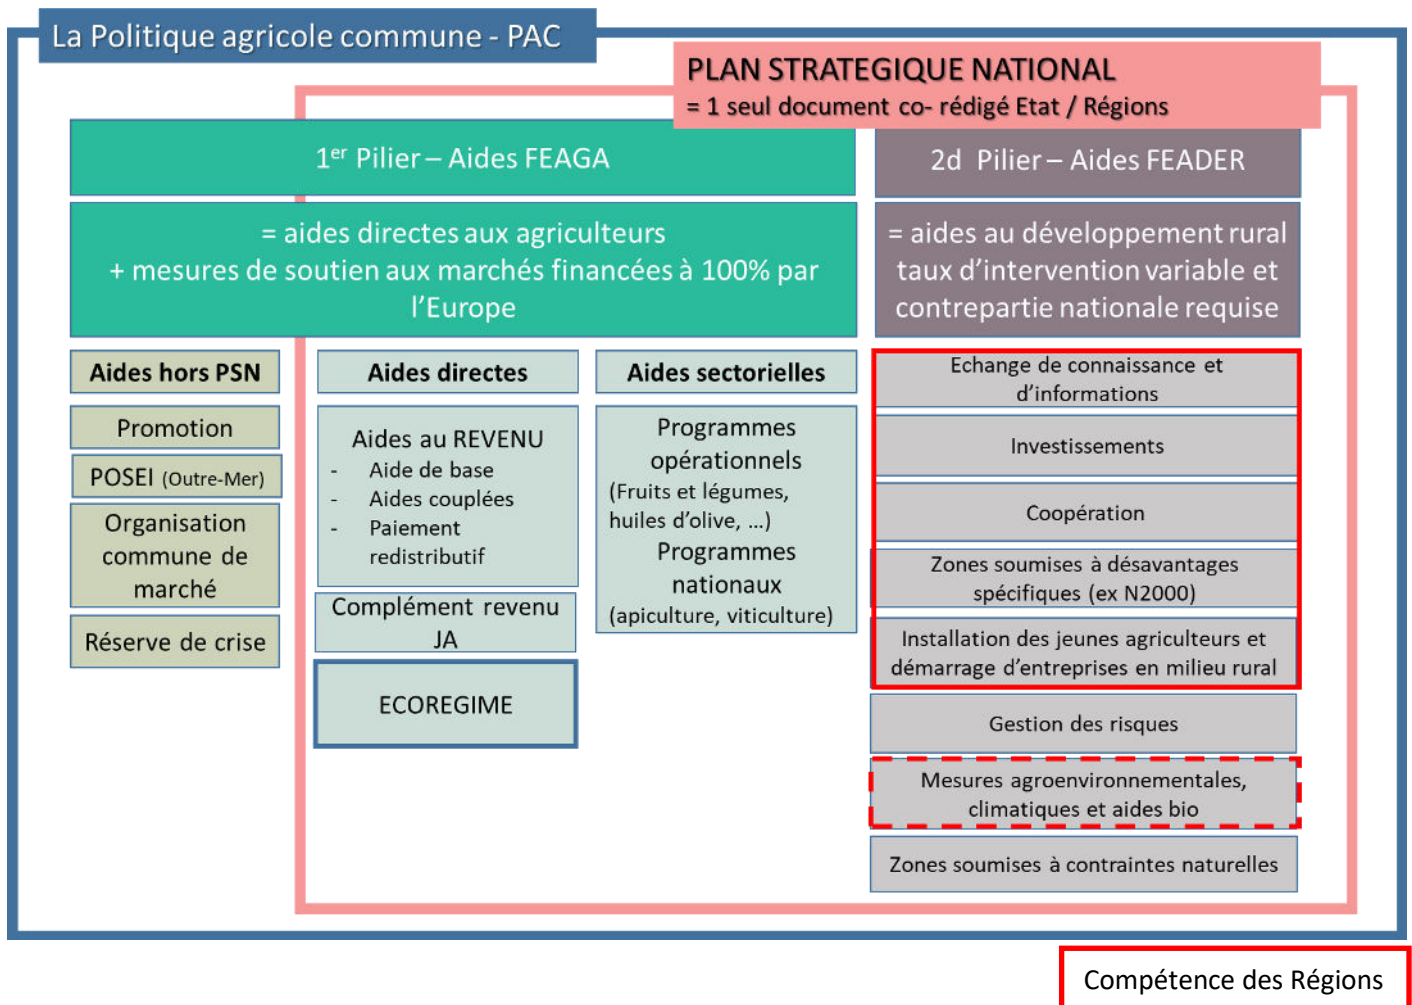 La Politique agricole commune - PAC
PLAN STRATEGIQUE NATIONAL
= 1 seul document co- rédigé Etat / Régions
1er Pilier – Aides FEAGA
2d Pilier – Aides FEADER
= aides directes aux agriculteurs
+ mesures de soutien aux marchés financées à 100% par
l'Europe
= aides au développement rural
taux d'intervention variable et
contrepartie nationale requise
Aides hors PSN
Promotion
POSEI (Outre-Mer)
Organisation
commune de
marché
Réserve de crise
Aides directes
Aides au REVENU
- Aide de base
- Aides couplées
- Paiement
redistributif
Complément revenu
JA
ECOREGIME
Aides sectorielles
Programmes
opérationnels
(Fruits et légumes,
huiles d'olive, ...)
Programmes
nationaux
(apiculture, viticulture)
Echange de connaissance et
d'informations
Investissements
Coopération
Zones soumises à désavantages
spécifiques (ex N2000)
Installation des jeunes agriculteurs et
démarrage d'entreprises en milieu rural
Gestion des risques
Mesures agroenvironnementales,
climatiques et aides bio
Zones soumises à contraintes naturelles
Compétence des Régions